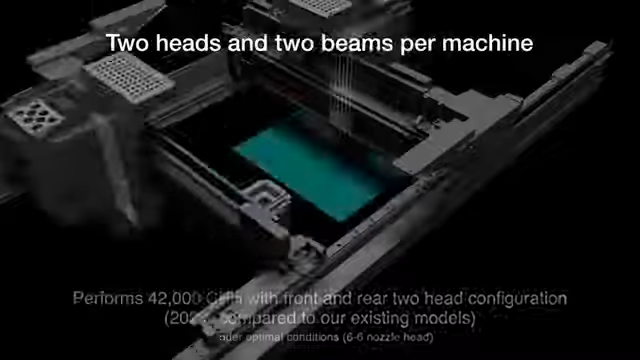 Two heads and two beams per machine
Performs 42,000 CPH with front and rear two head configuration
compared to our existing models)
optimal conditions (6-6 nozzle head)